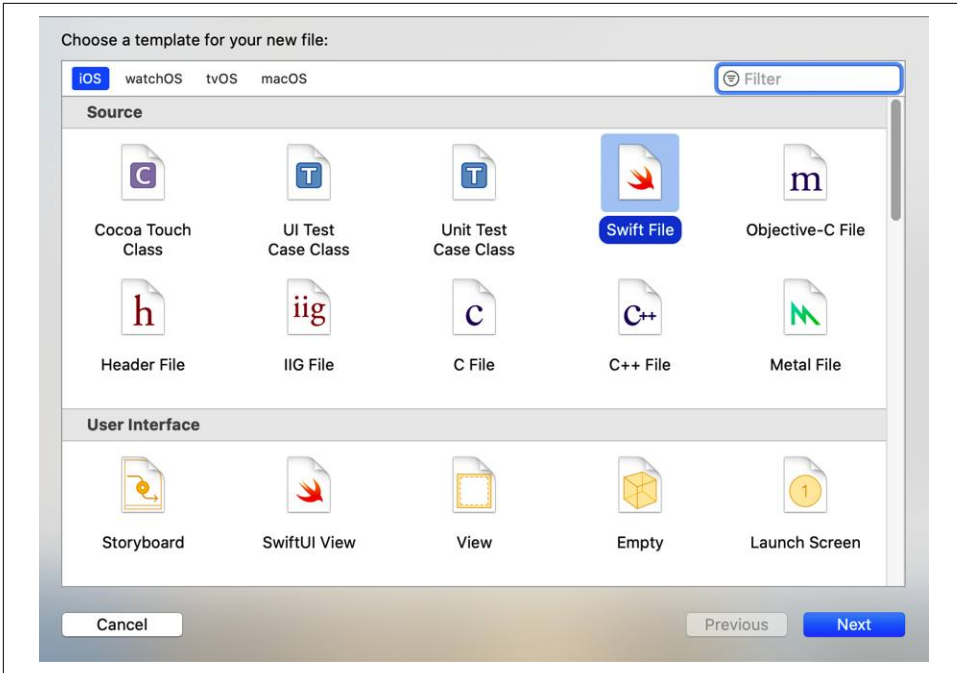 Choose a template for your new file:
iOS watchOS tvOS macOS Filter
Source
C T T m
Cocoa Touch Class
UI Test Case Class
Unit Test Case Class
Swift File
Objective-C File
h iig c C++
Header File IIG File C File C++ File Metal File
User Interface
1
Storyboard SwiftUI View View Empty Launch Screen
Cancel Previous Next